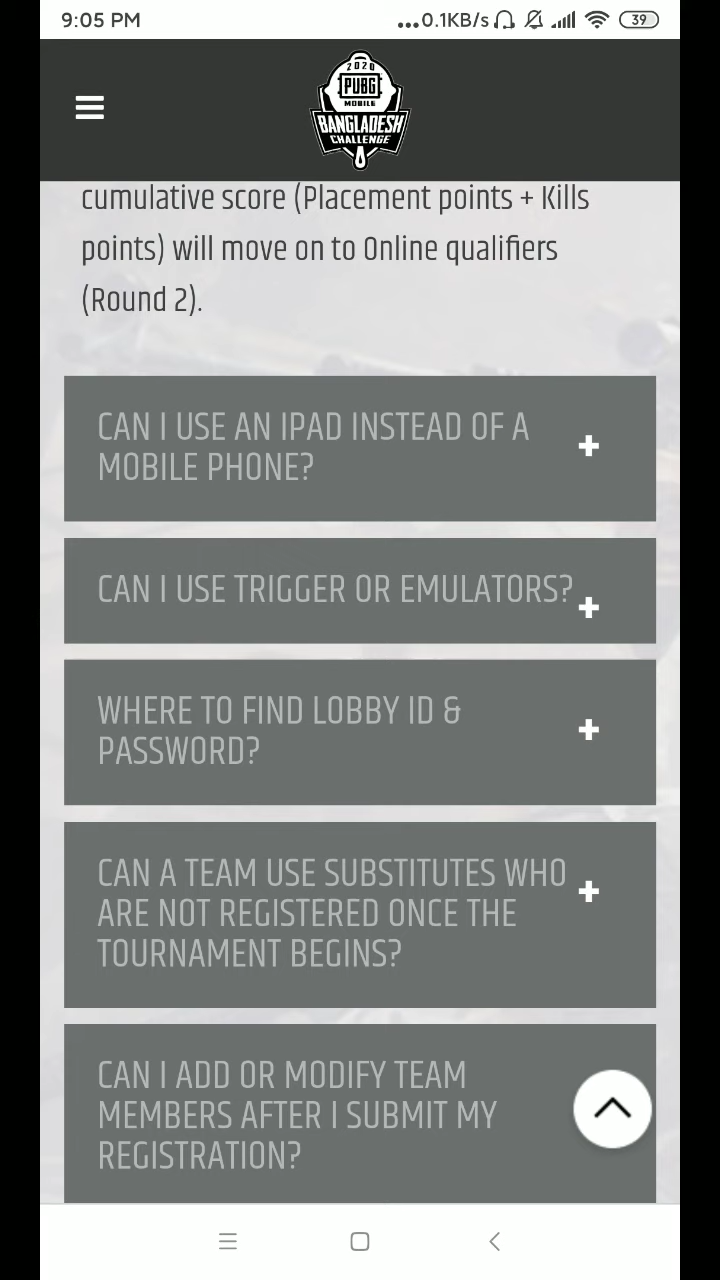 9:05 PM
...0.1KB/s
39
2020
PUBG
MOBILE
BANGLADESH
CHALLENGE
cumulative score (Placement points + Kills
points) will move on to Online qualifiers
(Round 2).
CAN I USE AN IPAD INSTEAD OF A
MOBILE PHONE?
CAN I USE TRIGGER OR EMULATORS?
WHERE TO FIND LOBBY ID &
PASSWORD?
CAN A TEAM USE SUBSTITUTES WHO
ARE NOT REGISTERED ONCE THE
TOURNAMENT BEGINS?
CAN I ADD OR MODIFY TEAM
MEMBERS AFTER I SUBMIT MY
REGISTRATION?